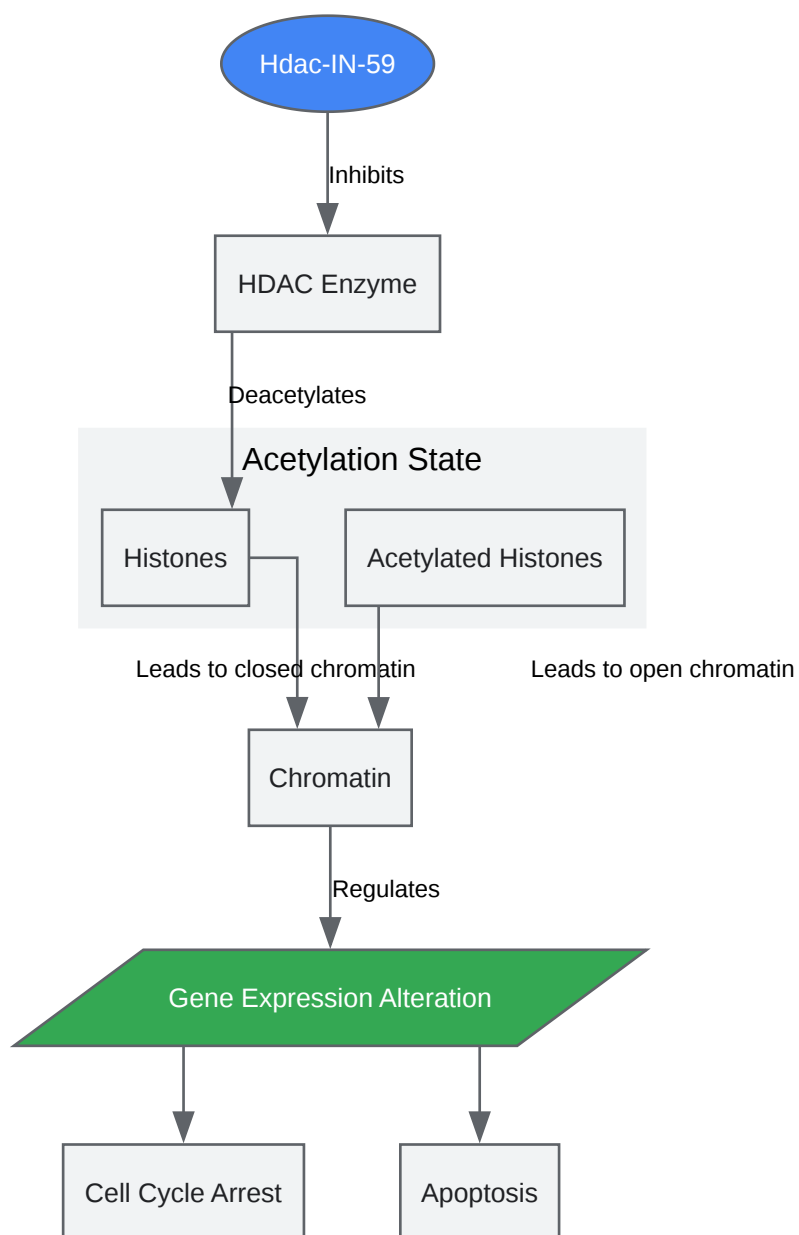 Hdac-IN-59
Inhibits
HDAC Enzyme
Deacetylates
Acetylation State
Histones
Acetylated Histones
Leads to closed chromatin
Leads to open chromatin
Chromatin
Regulates
Gene Expression Alteration
Cell Cycle Arrest
Apoptosis